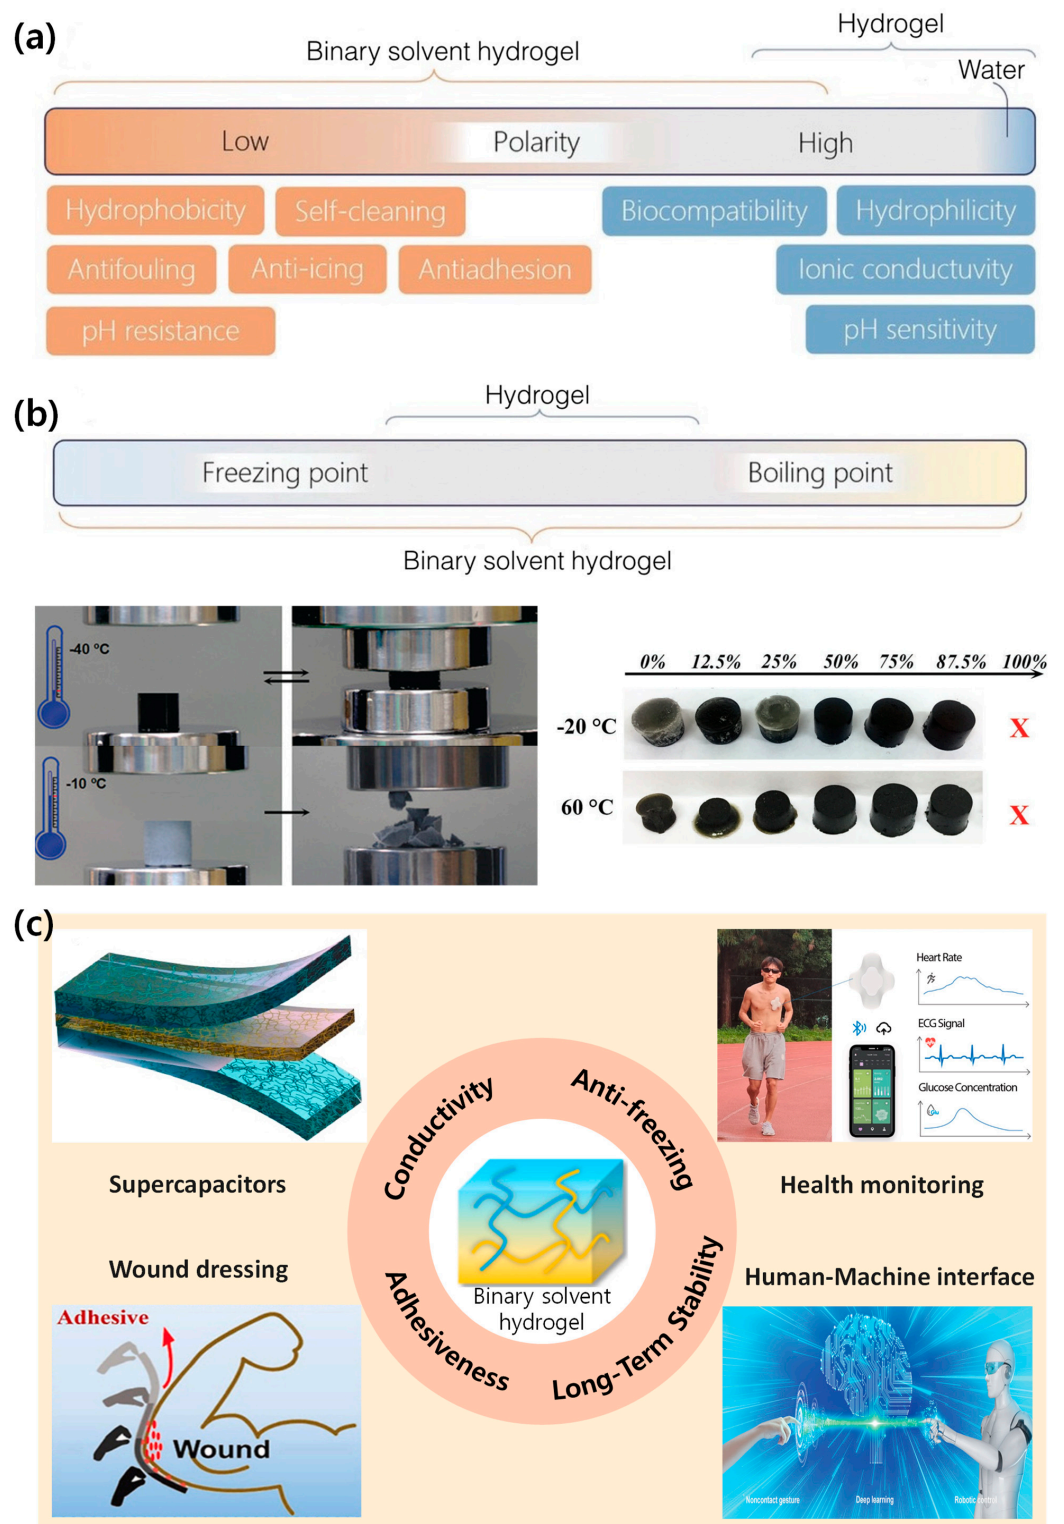 (a)
Hydrogel
Binary solvent hydrogel
Water
Low
Polarity
High
Hydrophobicity
Self-cleaning
Biocompatibility
Hydrophilicity
Antifouling
Anti-icing
Antiadhesion
Ionic conductuvity
pH resistance
pH sensitivity
(b)
Hydrogel
Freezing point
Boiling point
Binary solvent hydrogel
-40 ºC
-10 ºC
0% 12.5% 25% 50% 75% 87.5% 100%
-20 °C
X
60 °C
X
(c)
Heart Rate
ECG Signal
Glucose Concentration
Supercapacitors
Health monitoring
Conductivity
Anti-freezing
Adhesiveness
Long-Term Stability
Binary solvent
hydrogel
Wound dressing
Human-Machine interface
Adhesive
Wound
Noncontact gesture
Deep learning
Robotic control